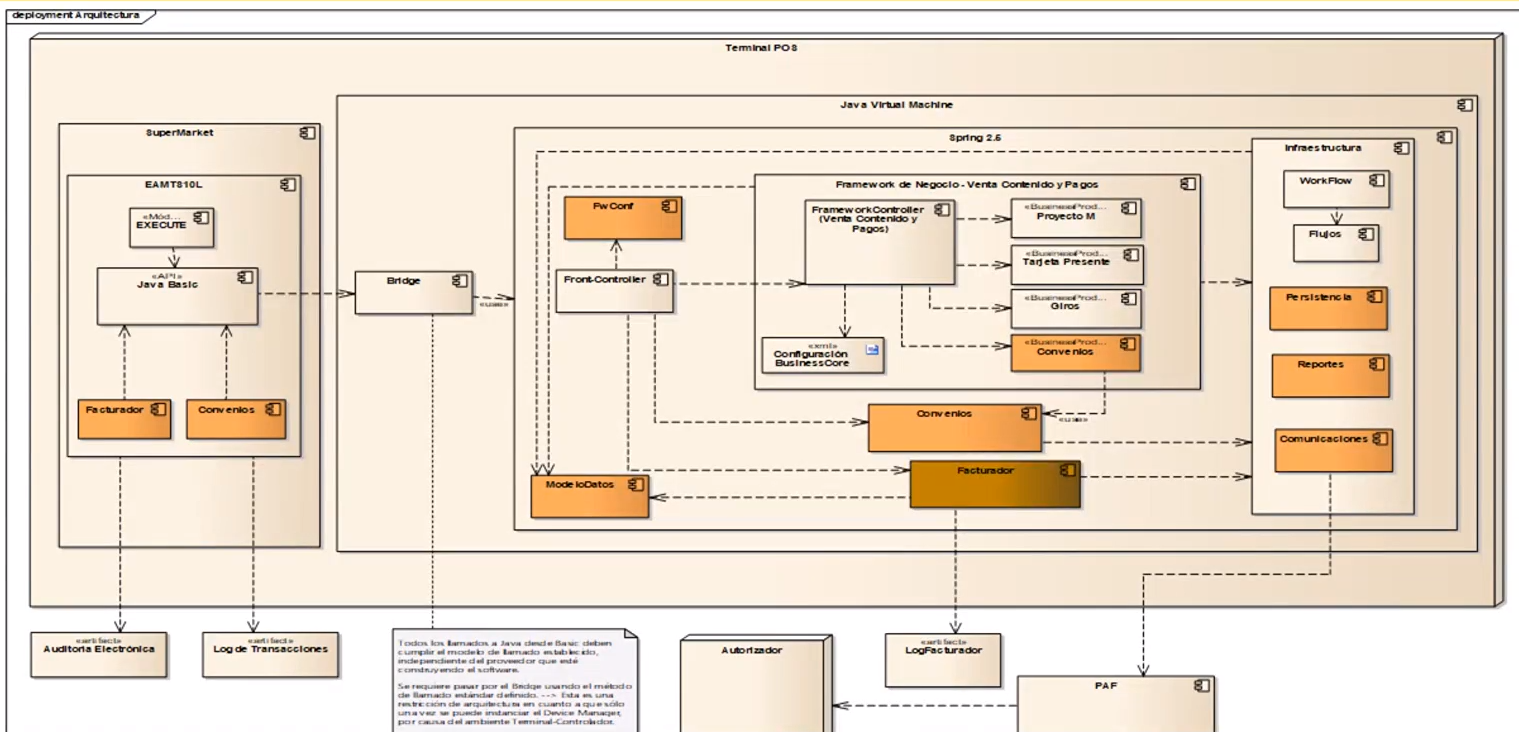 deployment Arquitectura
Terminal POS
Java Virtual Machine
SuperMarket
Spring 2.5
Infraestructura
EAMT810L
Framework de Negocio - Venta Contenido y Pagos
WorkFlow
«Mód...
EXECUTE
FwConf
FrameworkController
(Venta Contenido y
Pagos)
«BusinessProd...
Proyecto M
Flujos
«BusinessProd...
Tarjeta Presente
«API»
Java Basic
Bridge
«use»
Front-Controller
«BusinessProd...
Giros
Persistencia
«xml»
Configuración
BusinessCore
«BusinessProd...
Convenios
Reportes
Facturador
Convenios
Convenios
«use»
Comunicaciones
ModeloDatos
Facturador
«artifact»
Auditoria Electrónica
«artifact»
Log de Transacciones
Todos los llamados a Java desde Basic deben
cumplir el modelo de llamado establecido,
independiente del proveedor que esté
construyendo el software.
Se requiere pasar por el Bridge usando el método
de llamado estándar definido. --> Esta es una
restricción de arquitectura en cuanto a que sólo
una vez se puede instanciar el Device Manager,
por causa del ambiente Terminal-Controlador.
Autorizador
«artifact»
LogFacturador
PAF